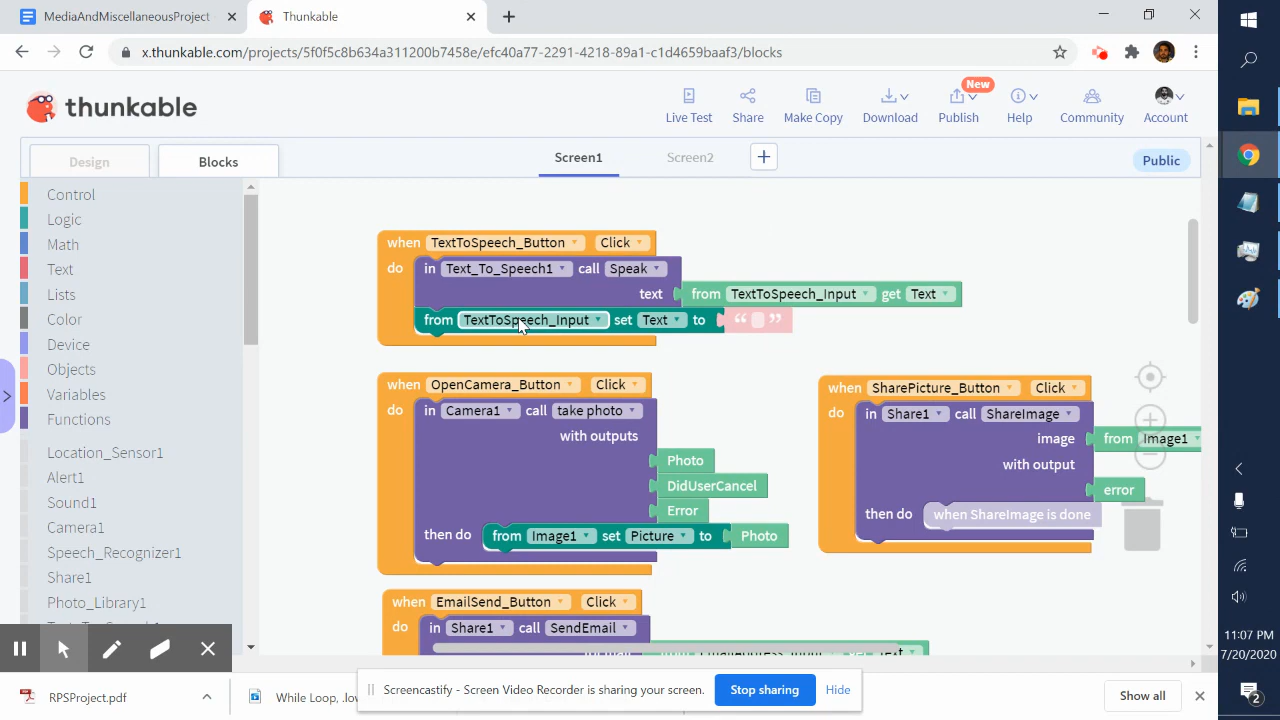 MediaAndMiscellaneousProject
Thunkable
x.thunkable.com/projects/5f0f5c8b634a311200b7458e/efc40a77-2291-4218-89a1-c1d4659baaf3/blocks
thunkable
New
Live Test Share Make Copy Download Publish Help Community Account
Design Blocks Screen1 Screen2 + Public
Control
Logic
Math
Text
Lists
Color
Device
Objects
Variables
Functions
Location_Sensor1
Alert1
Sound1
Camera1
Speech_Recognizer1
Share1
Photo_Library1
when TextToSpeech_Button Click
do in Text_To_Speech1 call Speak
text from TextToSpeech_Input get Text
from TextToSpeech_Input set Text to “ ”
when OpenCamera_Button Click
do in Camera1 call take photo
with outputs
Photo
DidUserCancel
Error
then do from Image1 set Picture to Photo
when SharePicture_Button Click
do in Share1 call ShareImage
image from Image1
with output
error
then do when ShareImage is done
when EmailSend_Button Click
do in Share1 call SendEmail
Screencastify - Screen Video Recorder is sharing your screen. Stop sharing Hide
RPSProject.pdf
While Loop, .lo
Show all
11:07 PM
7/20/2020
2